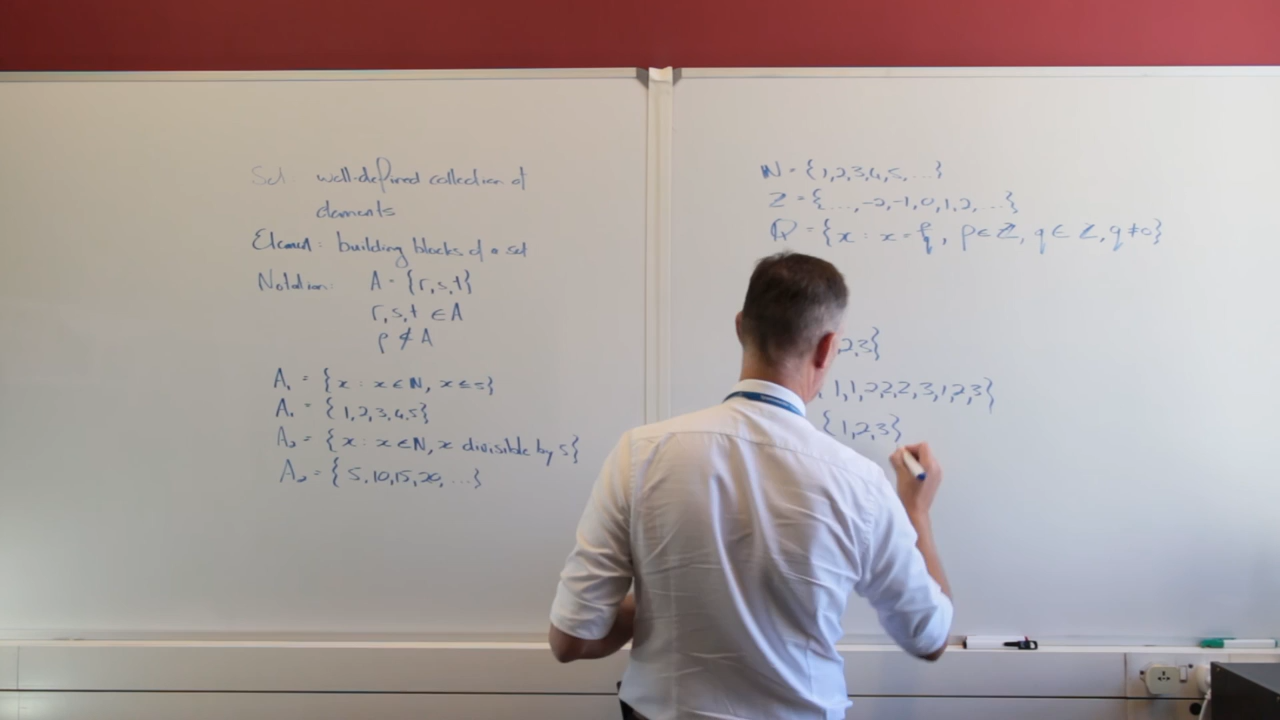 Set well-defined collection of
elements
Element: building blocks of a set
Notation: A = {r,s,t}
r,s,t ∈ A
p ∉ A
A₁ = {x : x ∈ N, x ≤ 5}
A₁ = {1,2,3,4,5}
A₂ = {x : x ∈ N, x divisible by 5}
A₂ = {5,10,15,20, ...}
N = {1,2,3,4,5, ...}
Z = {..., -2,-1,0,1,2, ...}
Q = {x : x = p/q, p ∈ Z, q ∈ Z, q ≠ 0}
2,3}
1,1,2,2,2,3,1,2,3}
{1,2,3}